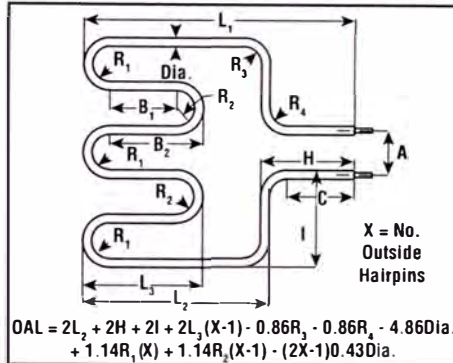 L₁
R₁
Dia.
R₃
B₁
R₂
R₄
B₂
H
A
R₁
C
R₂
I
X = No.
Outside
Hairpins
R₁
L₃
L₂
OAL = 2L₂ + 2H + 2I + 2L₃(X-1) - 0.86R₃ - 0.86R₄ - 4.86Dia.
+ 1.14R₁(X) + 1.14R₂(X-1) - (2X-1)0.43Dia.